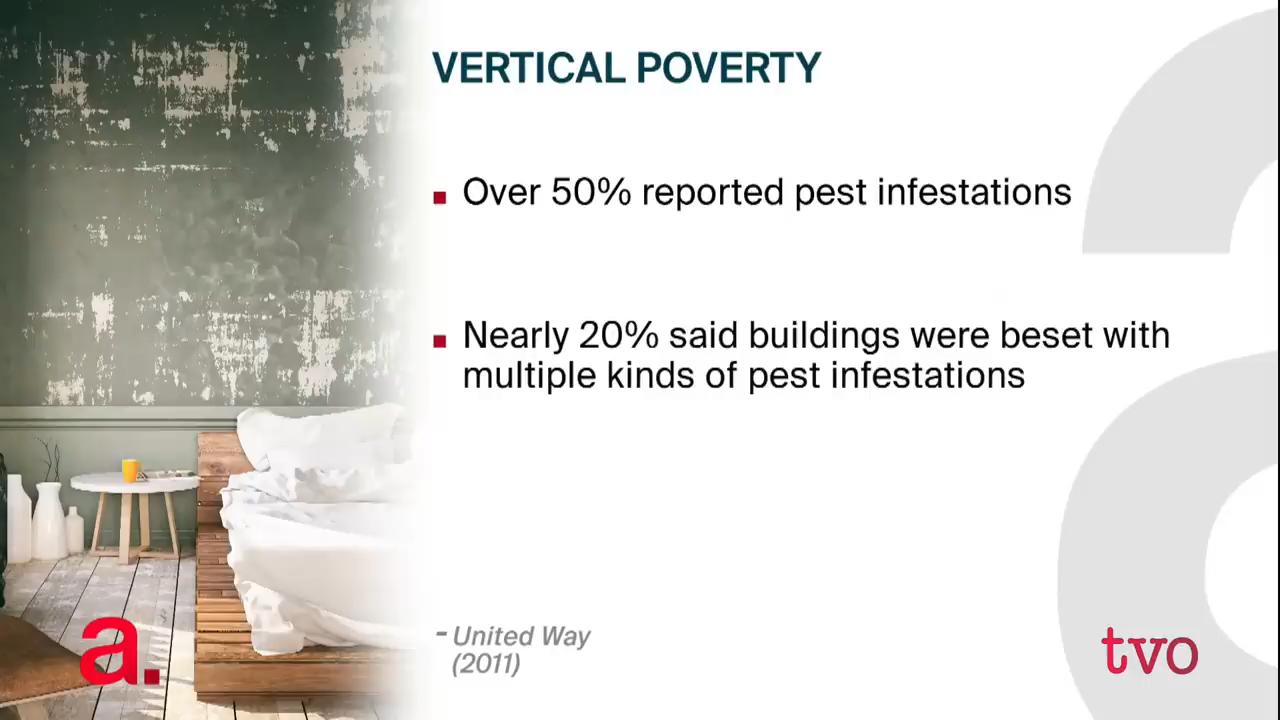 VERTICAL POVERTY
▪ Over 50% reported pest infestations
▪ Nearly 20% said buildings were beset with
multiple kinds of pest infestations
- United Way
(2011)
a.
tvo